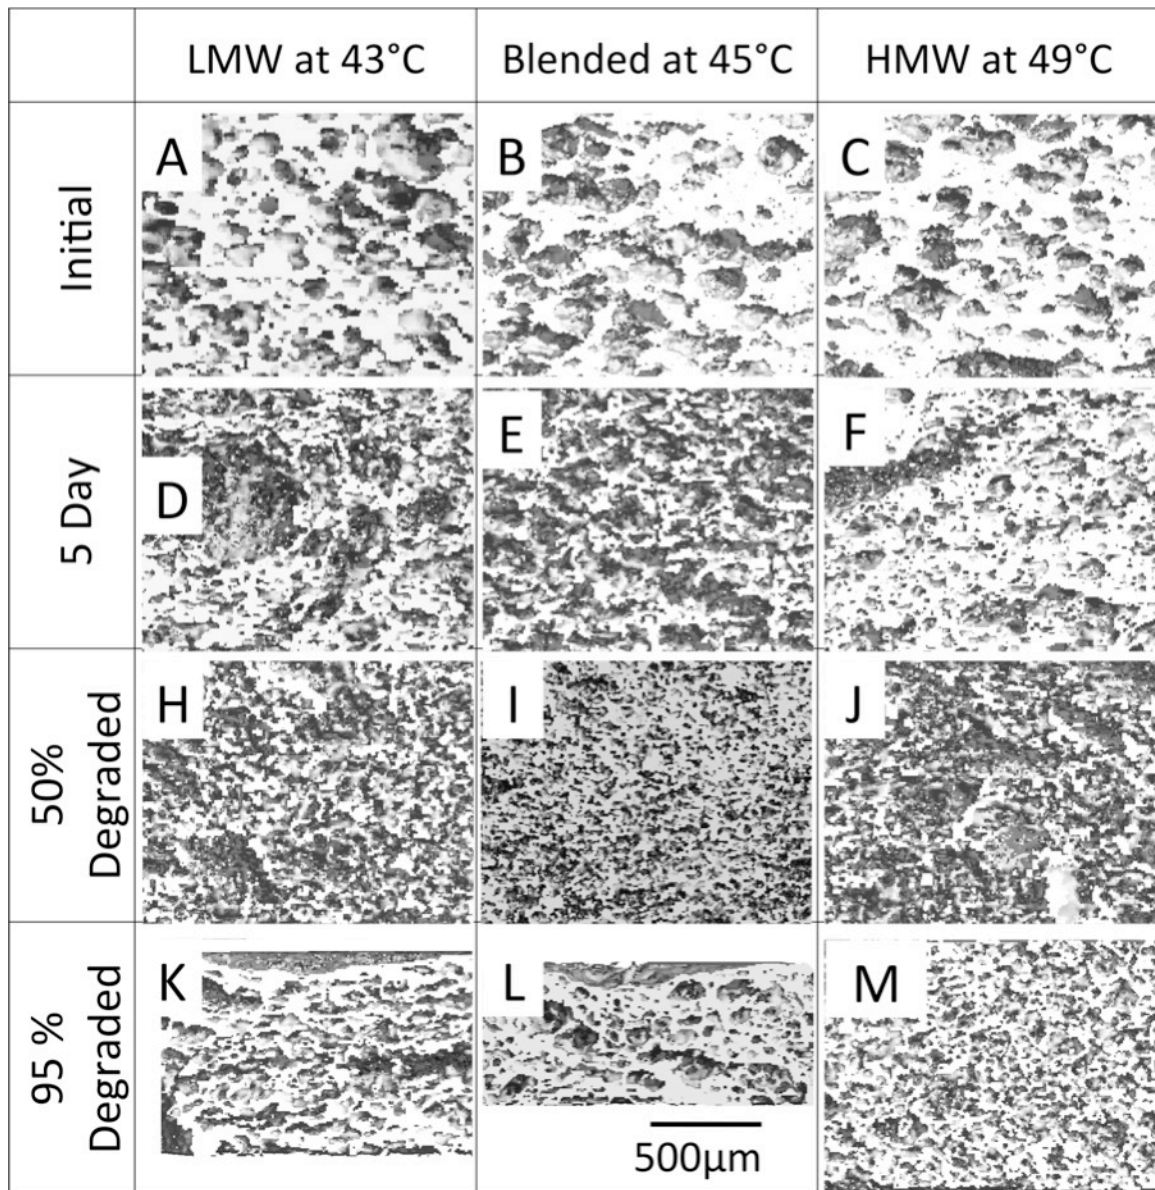 LMW at 43°C
Blended at 45°C
HMW at 49°C
Initial
A
B
C
5 Day
D
E
F
50%
Degraded
H
I
J
95 %
Degraded
K
L
M
500µm